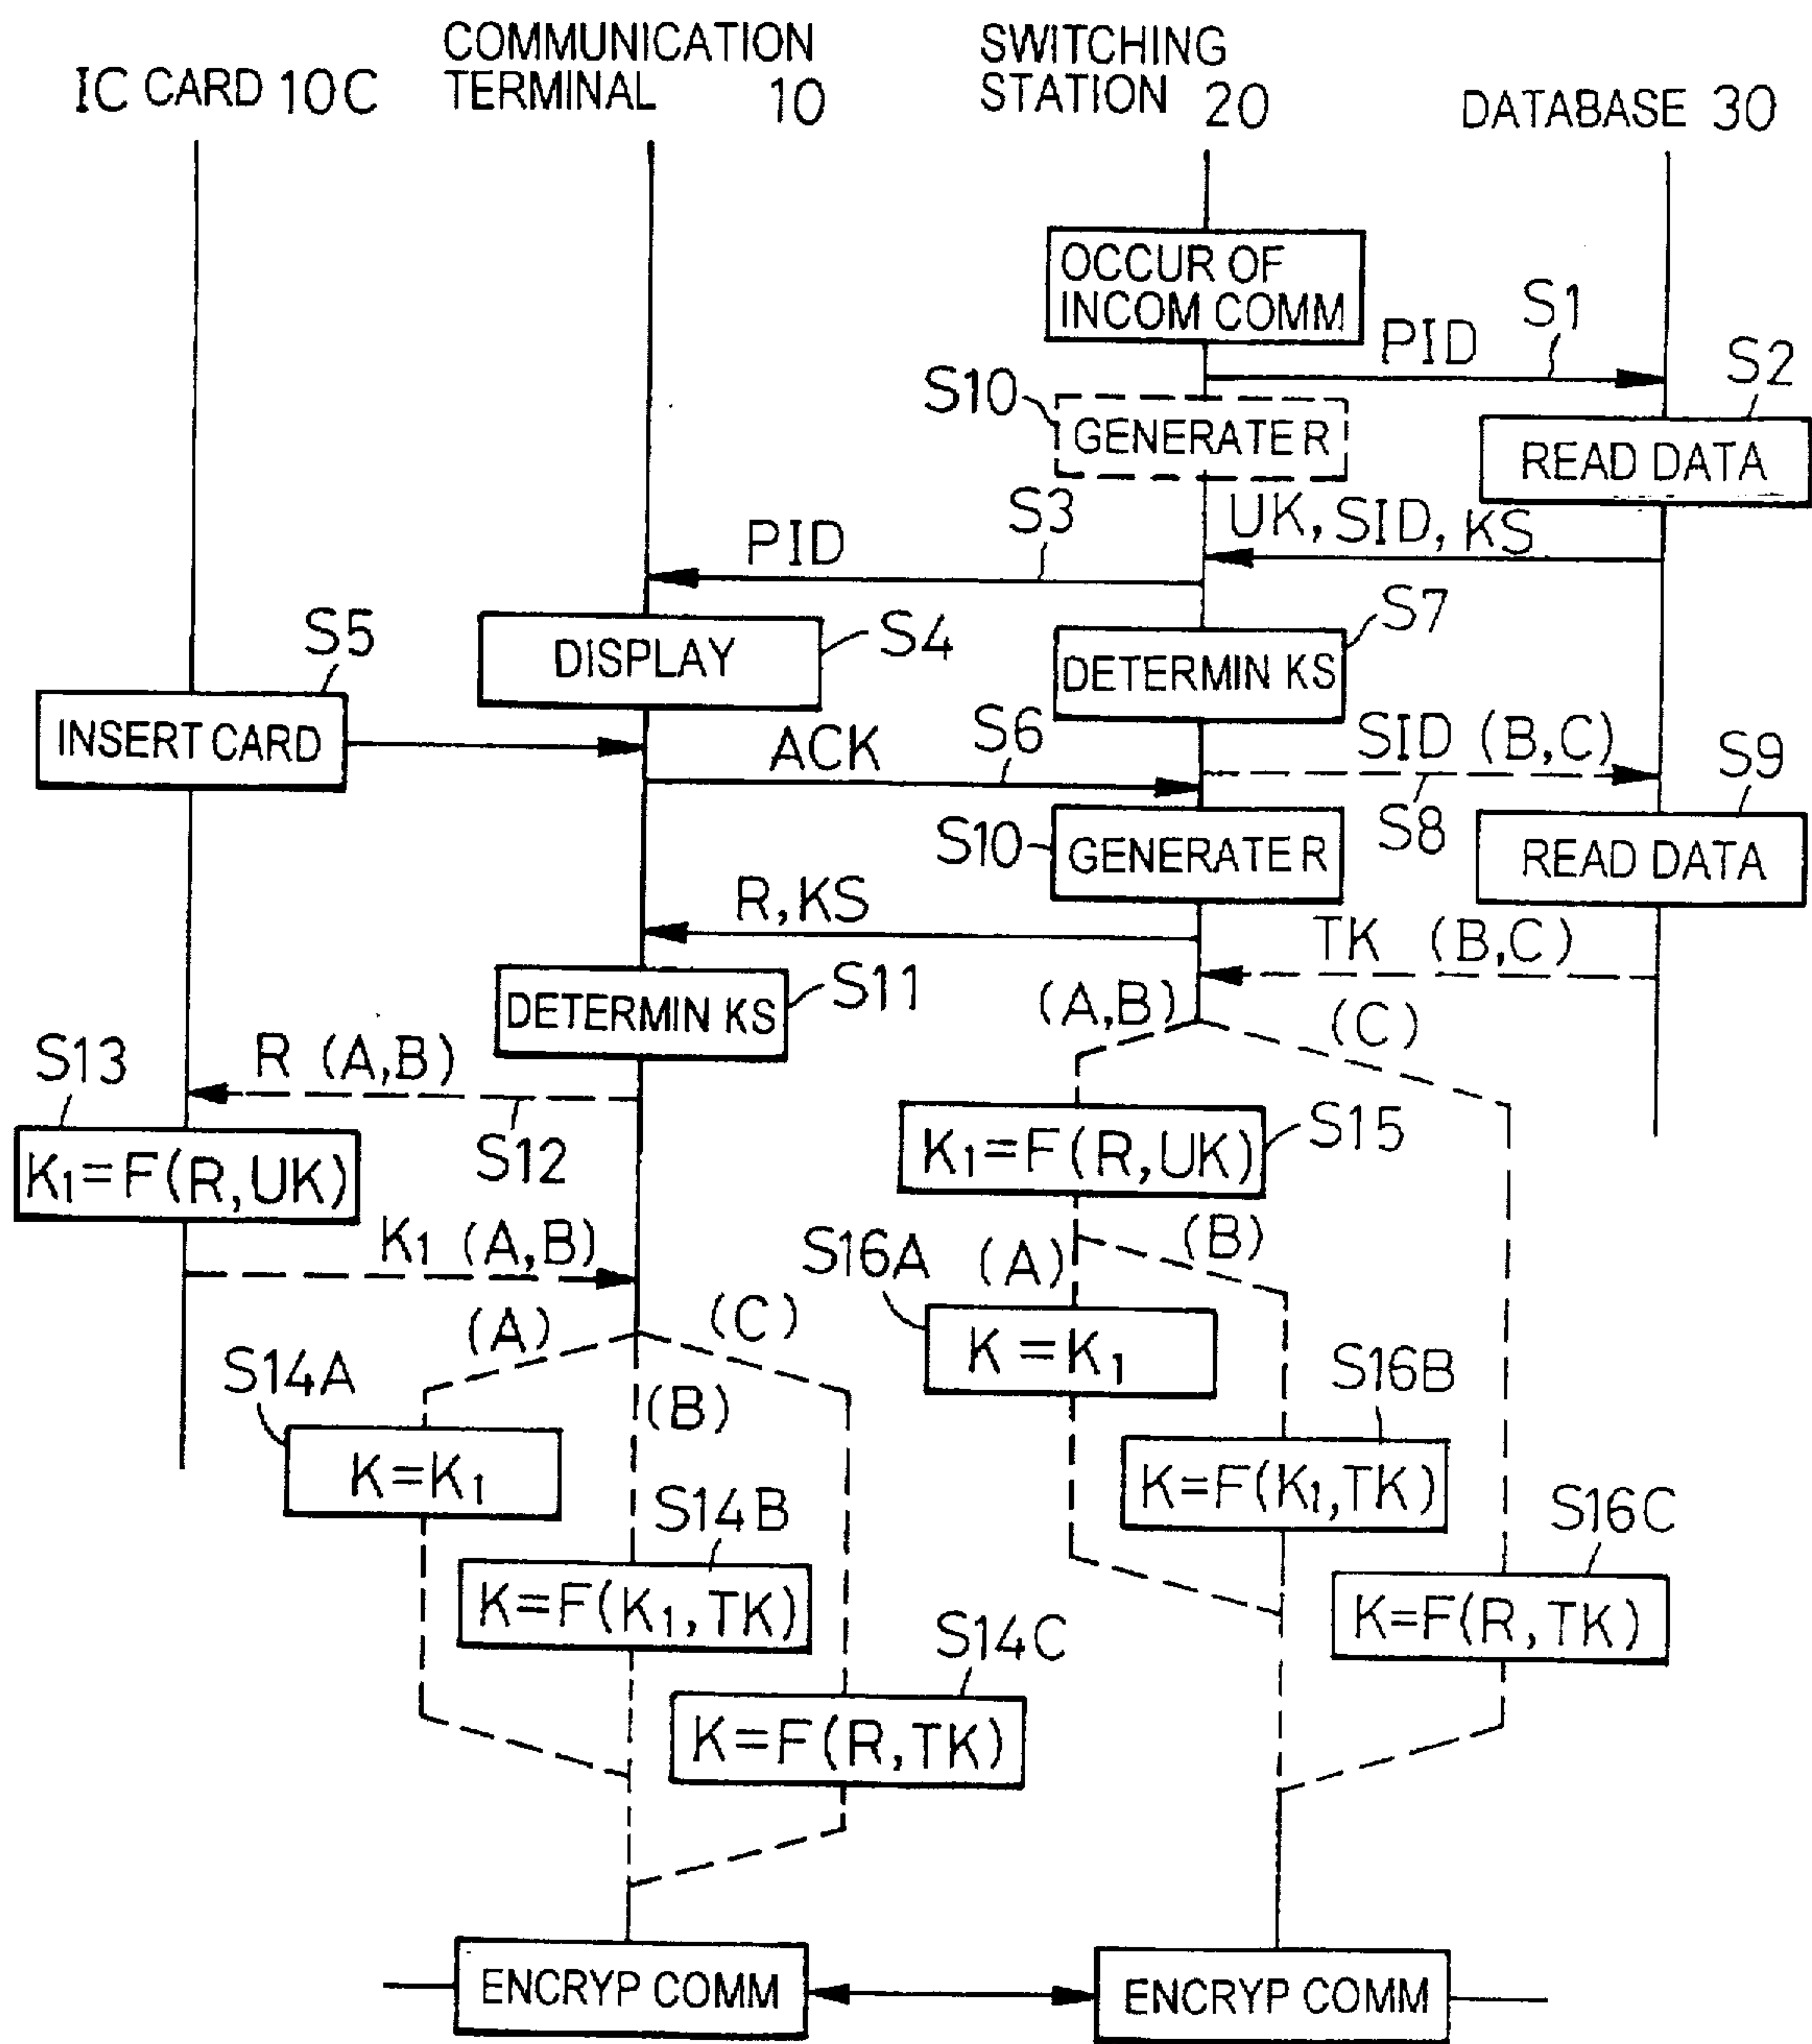 IC CARD 10C
COMMUNICATION
TERMINAL 10
SWITCHING
STATION 20
DATABASE 30
OCCUR OF
INCOM COMM
PID
S1
S2
S10
GENERATE R
READ DATA
UK, SID, KS
S3
PID
S7
S5
DISPLAY
S4
DETERMIN KS
INSERT CARD
ACK
S6
SID (B,C)
S8
S9
S10
GENERATE R
READ DATA
R, KS
TK (B,C)
DETERMIN KS
S11
(A,B)
(C)
S13
R (A,B)
S12
K1=F(R,UK)
S15
K1=F(R,UK)
K1 (A,B)
S16A
(A)
(B)
(A)
(C)
K=K1
S14A
(B)
S16B
K=K1
K=F(K1,TK)
S14B
S16C
K=F(K1,TK)
K=F(R,TK)
S14C
K=F(R,TK)
ENCRYP COMM
ENCRYP COMM